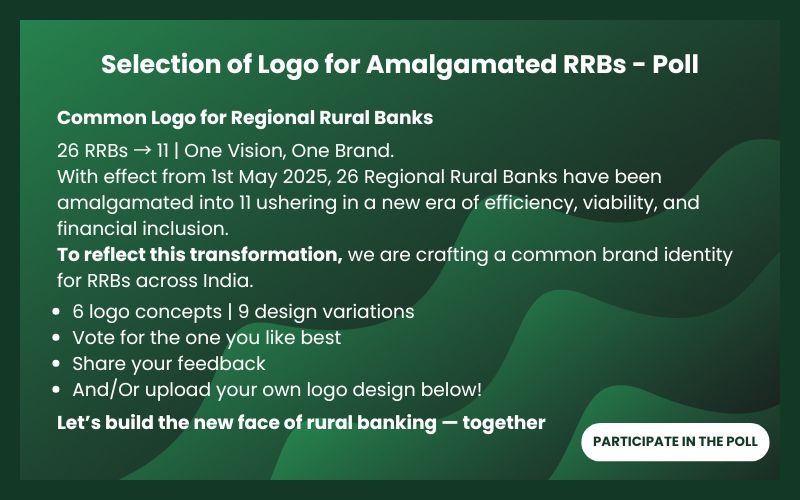 Selection of Logo for Amalgamated RRBs - Poll
Common Logo for Regional Rural Banks
26 RRBs → 11 | One Vision, One Brand.
With effect from 1st May 2025, 26 Regional Rural Banks have been
amalgamated into 11 ushering in a new era of efficiency, viability, and
financial inclusion.
To reflect this transformation, we are crafting a common brand identity
for RRBs across India.
• 6 logo concepts | 9 design variations
• Vote for the one you like best
• Share your feedback
• And/Or upload your own logo design below!
Let’s build the new face of rural banking — together
PARTICIPATE IN THE POLL